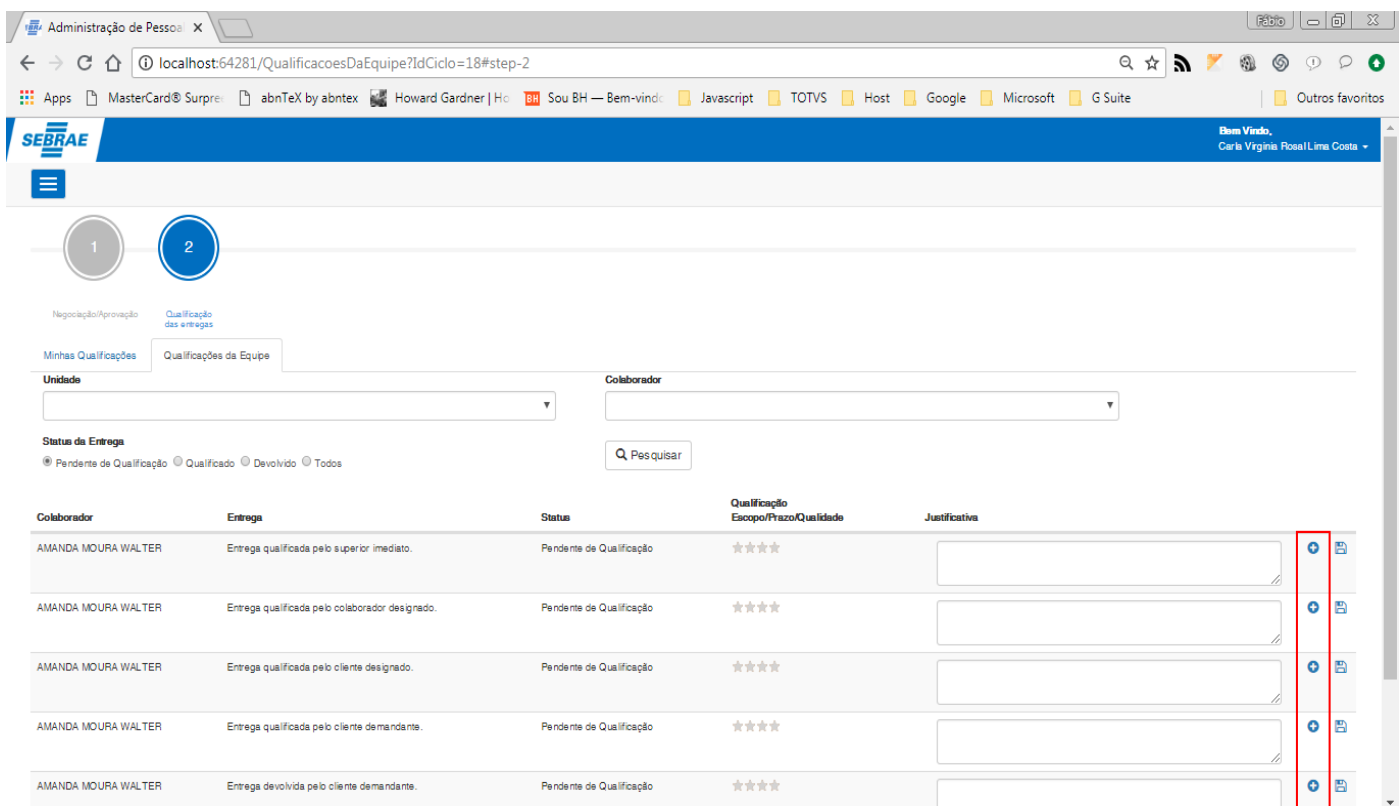 Administração de Pessoal
Fábio
localhost:64281/QualificacoesDaEquipe?IdCiclo=18#step-2
Apps MasterCard® Surpre abnTeX by abntex Howard Gardner | Ho Sou BH — Bem-vind Javascript TOTVS Host Google Microsoft G Suite Outros favoritos
SEBRAE
Bem Vindo,
Carla Virginia Rosal Lima Costa
1 2
Negociação/Aprovação Qualificação
das entregas
Minhas Qualificações Qualificações da Equipe
Unidade Colaborador
Status da Entrega
Pendente de Qualificação Qualificado Devolvido Todos Pesquisar
Qualificação
Colaborador Entrega Status Escopo/Prazo/Qualidade Justificativa
AMANDA MOURA WALTER Entrega qualificada pelo superior imediato. Pendente de Qualificação
AMANDA MOURA WALTER Entrega qualificada pelo colaborador designado. Pendente de Qualificação
AMANDA MOURA WALTER Entrega qualificada pelo cliente designado. Pendente de Qualificação
AMANDA MOURA WALTER Entrega qualificada pelo cliente demandante. Pendente de Qualificação
AMANDA MOURA WALTER Entrega devolvida pelo cliente demandante. Pendente de Qualificação